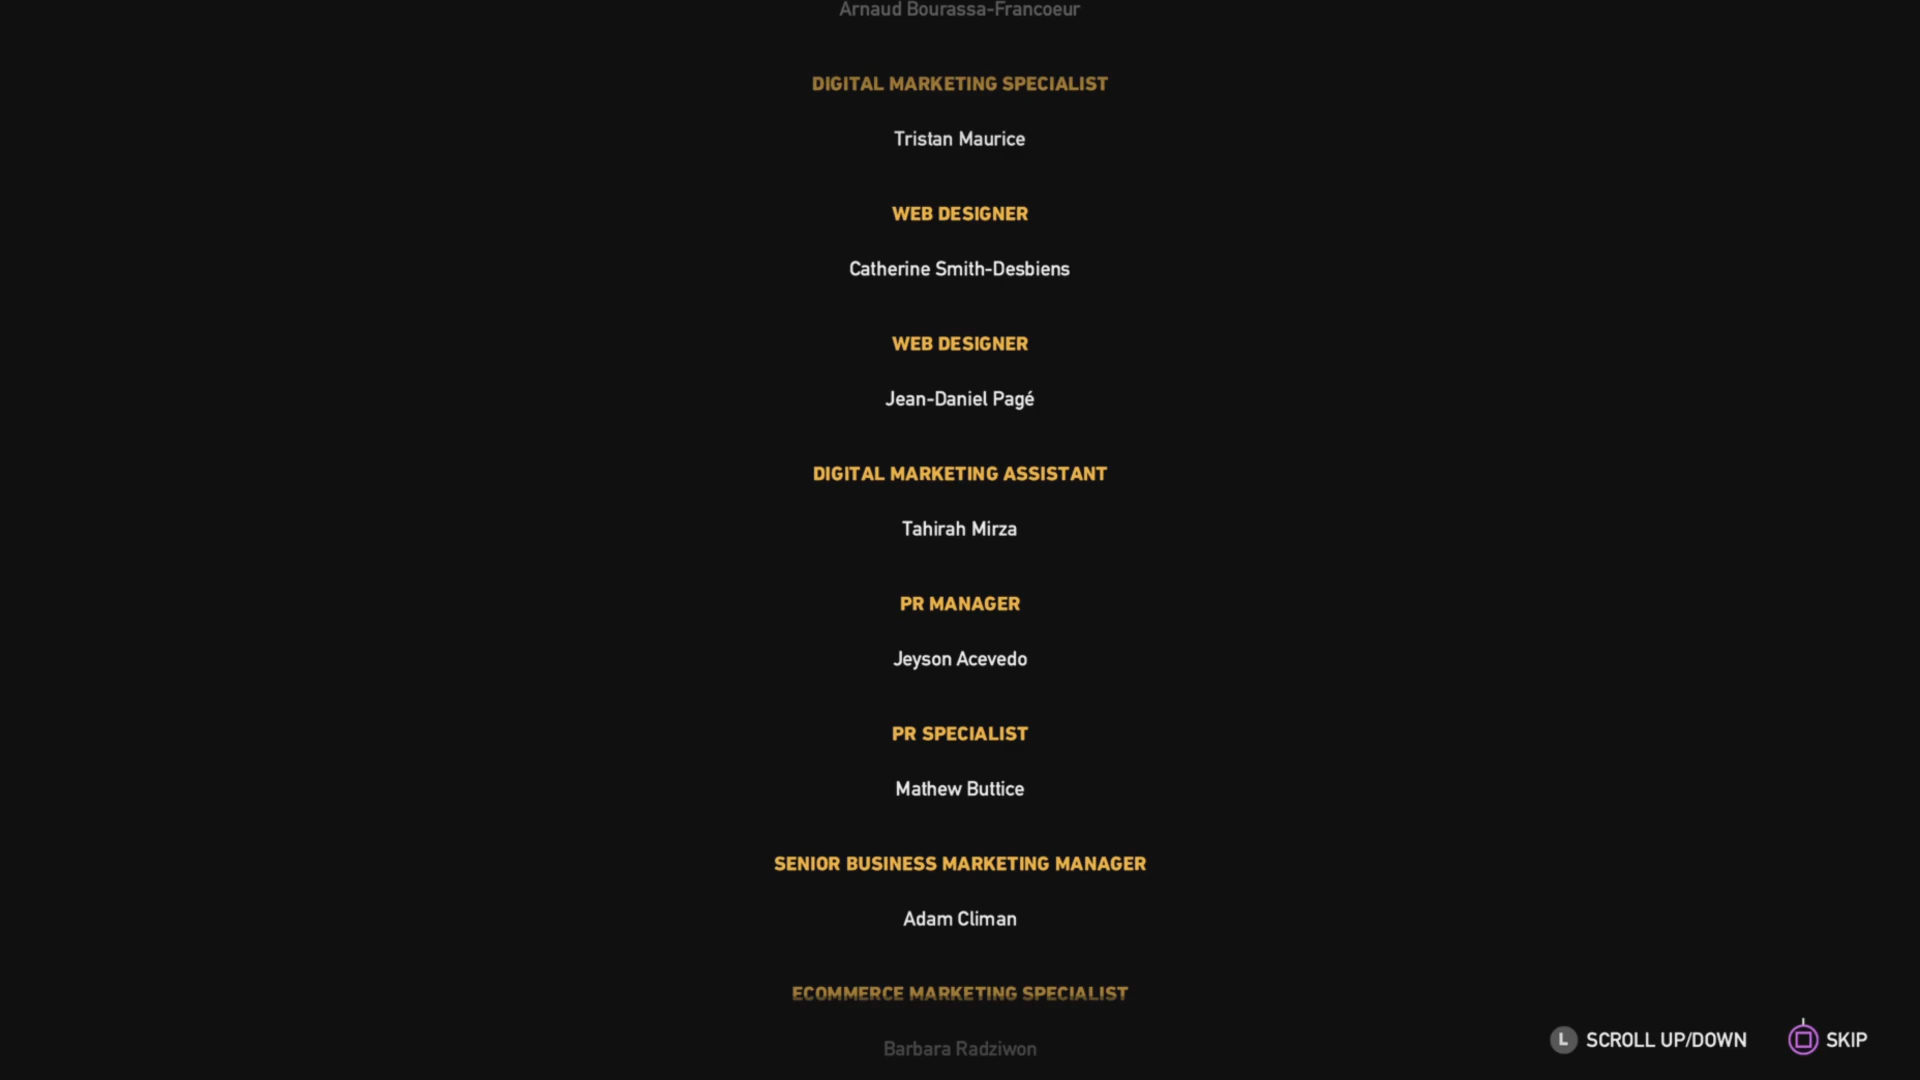 Arnaud Bourassa-Francoeur
DIGITAL MARKETING SPECIALIST
Tristan Maurice
WEB DESIGNER
Catherine Smith-Desbiens
WEB DESIGNER
Jean-Daniel Pagé
DIGITAL MARKETING ASSISTANT
Tahirah Mirza
PR MANAGER
Jeyson Acevedo
PR SPECIALIST
Mathew Buttice
SENIOR BUSINESS MARKETING MANAGER
Adam Climan
ECOMMERCE MARKETING SPECIALIST
Barbara Radziwon
L SCROLL UP/DOWN SKIP